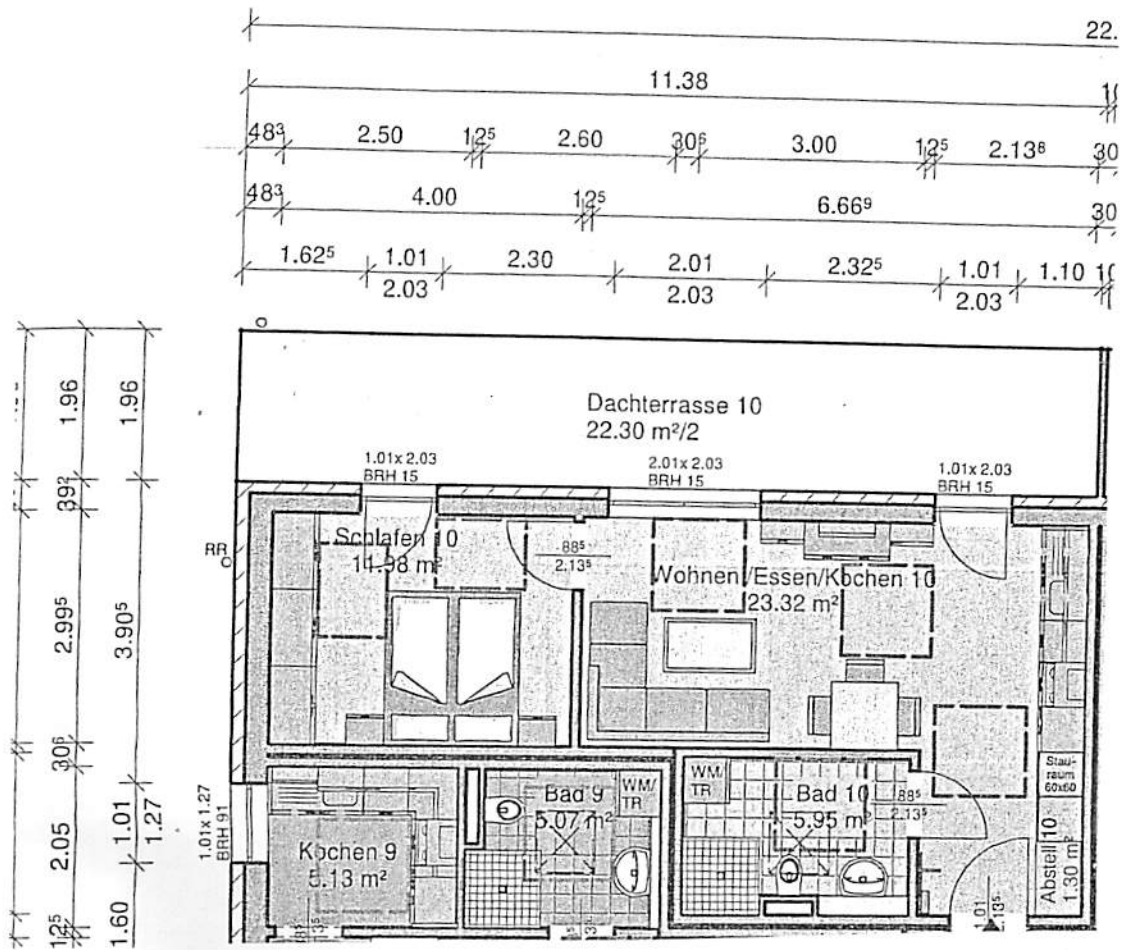 22.
11.38
48³ 2.50 12⁵ 2.60 30⁶ 3.00 12⁵ 2.13⁶ 30
48³ 4.00 12⁵ 6.66⁹ 30
1.62⁵ 1.01 2.30 2.01 2.32⁵ 1.01 1.10
2.03 2.03 2.03
1.96
1.96
39²
2.99⁵
3.90⁵
30⁶
2.05
1.01
1.27
12⁵
1.60
Dachterrasse 10
22.30 m²/2
1.01x 2.03
BRH 15
2.01x 2.03
BRH 15
1.01x 2.03
BRH 15
RR
Schlafen 10
11.98 m²
88⁵
2.13⁵
Wohnen/Essen/Kochen 10
23.32 m²
1.01x 1.27
BRH 91
Kochen 9
5.13 m²
Bad 9
5.07 m²
WM/
TR
WM/
TR
Bad 10
5.95 m²
88⁵
2.13⁵
Stau-
raum
60x60
Abstell 10
1.30 m²
1.01
2.13⁵